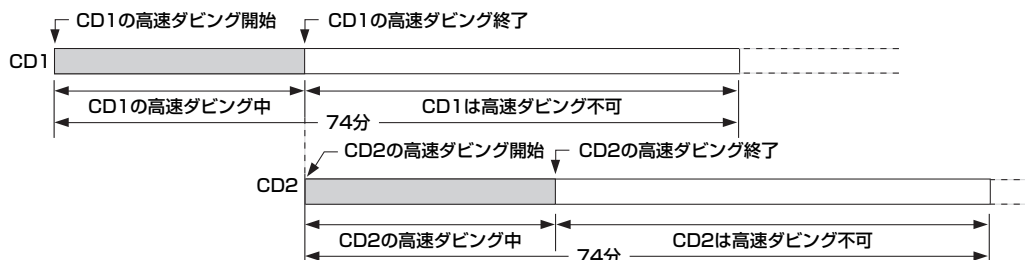 CD1の高速ダビング開始 CD1の高速ダビング終了
CD1
CD1の高速ダビング中 CD1は高速ダビング不可
74分
CD2の高速ダビング開始 CD2の高速ダビング終了
CD2
CD2の高速ダビング中 CD2は高速ダビング不可
74分